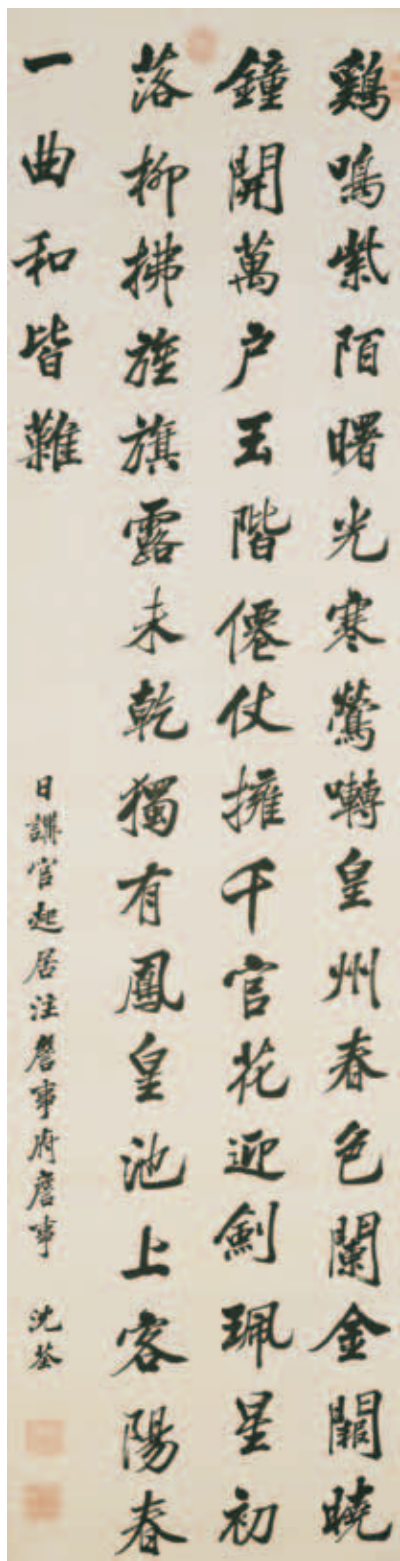 鷄鳴紫陌曙光寒鶯囀皇州春色闌金闕曉
鐘開萬户玉階僊仗擁千官花迎劍珮星初
落柳拂旌旗露未乾獨有鳳皇池上客陽春
一曲和皆難
日講官起居注詹事府詹事 沈荃